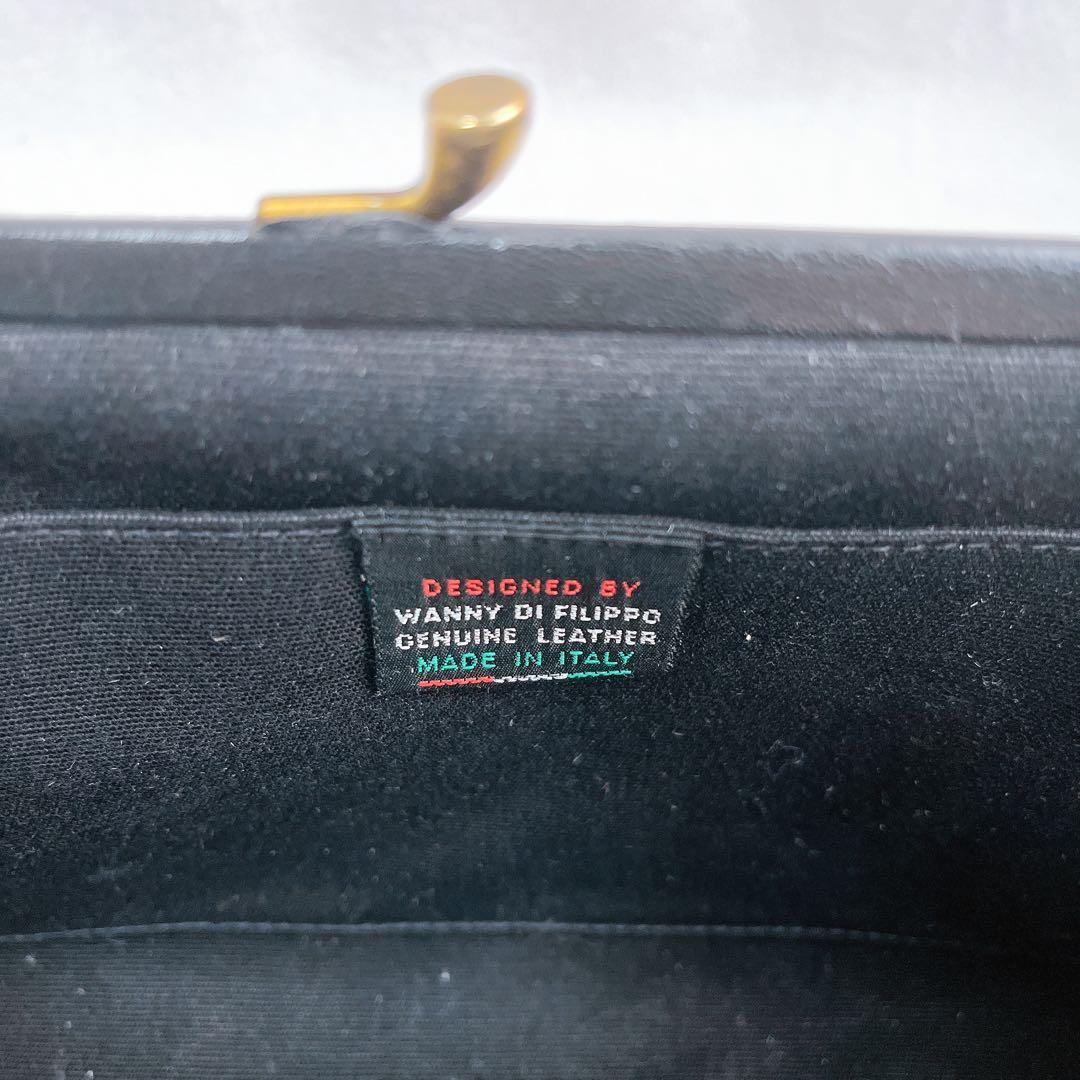 DESIGNED BY
WANNY DI FILIPPO
GENUINE LEATHER
MADE IN ITALY